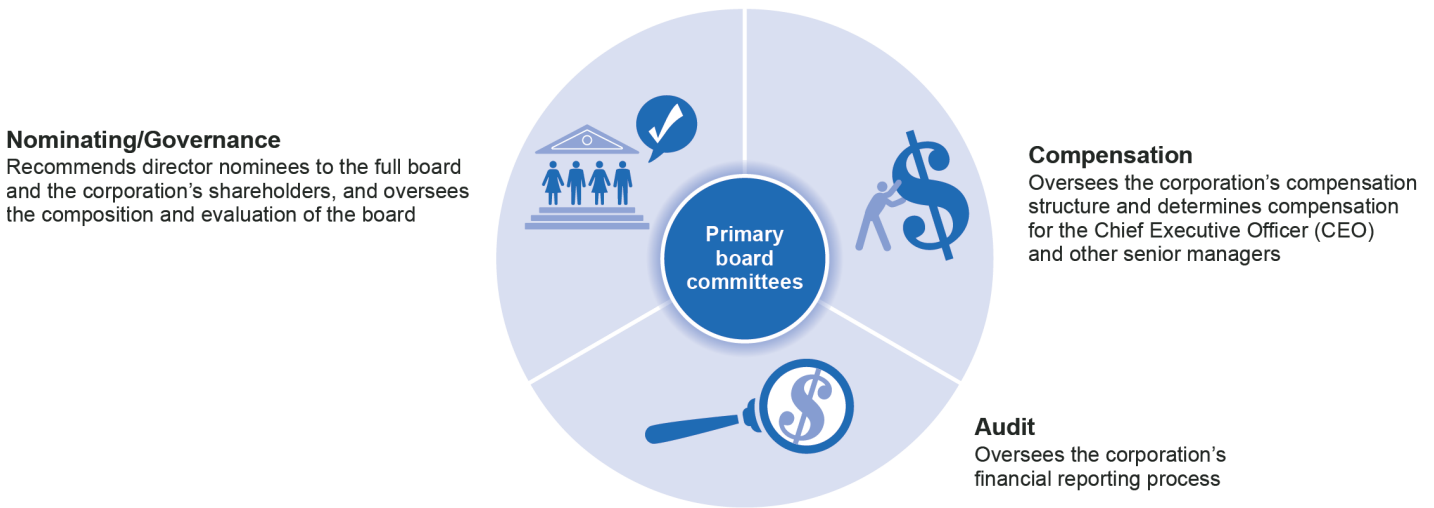 Nominating/Governance
Recommends director nominees to the full board
and the corporation’s shareholders, and oversees
the composition and evaluation of the board
Primary
board
committees
Compensation
Oversees the corporation’s compensation
structure and determines compensation
for the Chief Executive Officer (CEO)
and other senior managers
Audit
Oversees the corporation’s
financial reporting process